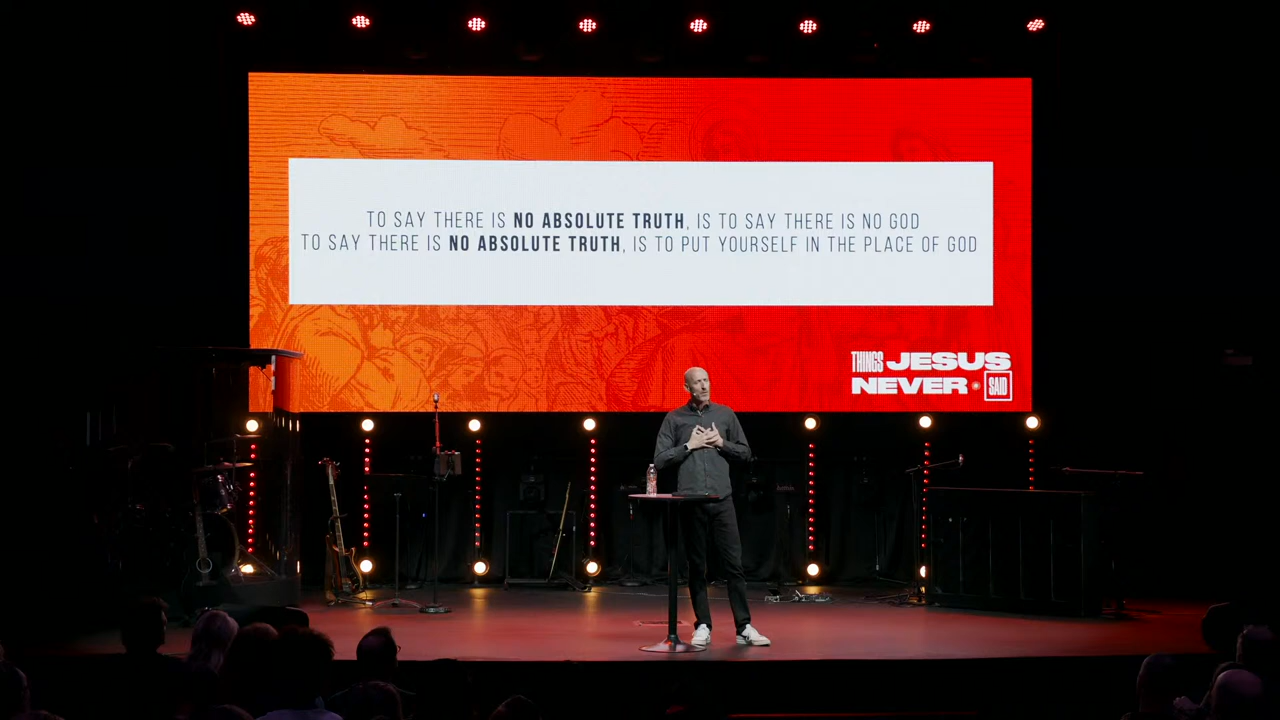 TO SAY THERE IS NO ABSOLUTE TRUTH, IS TO SAY THERE IS NO GOD
TO SAY THERE IS NO ABSOLUTE TRUTH, IS TO PUT YOURSELF IN THE PLACE OF GOD
THINGS JESUS
NEVER SAID